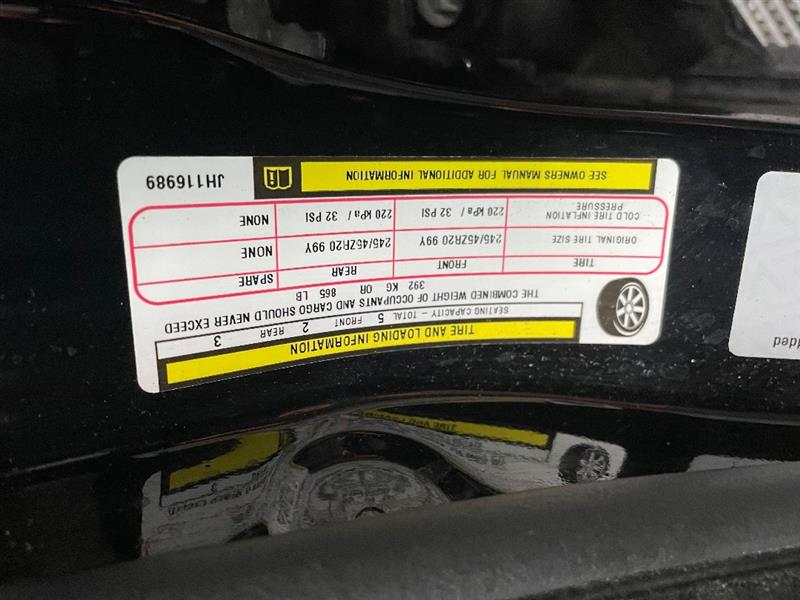 TIRE AND LOADING INFORMATION
SEATING CAPACITY - TOTAL 5 FRONT 2 REAR 3
THE COMBINED WEIGHT OF OCCUPANTS AND CARGO SHOULD NEVER EXCEED
392 KG OR 865 LB
TIRE FRONT REAR SPARE
ORIGINAL TIRE SIZE 245/45ZR20 99Y 245/45ZR20 99Y NONE
COLD TIRE INFLATION PRESSURE 220 kPa / 32 PSI 220 kPa / 32 PSI NONE
SEE OWNERS MANUAL FOR ADDITIONAL INFORMATION JH116989